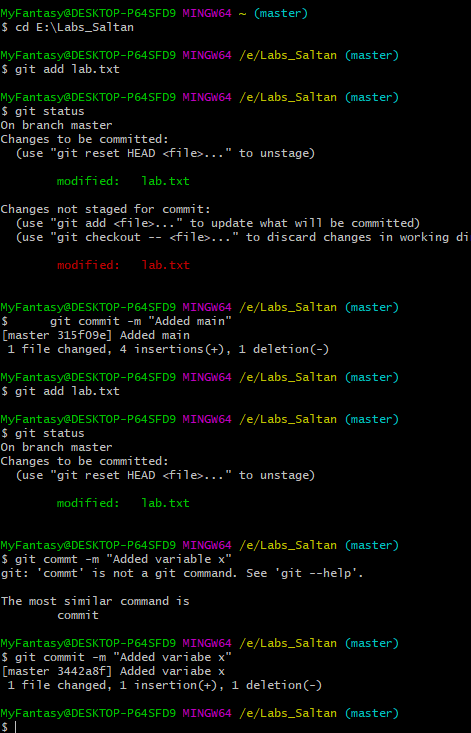 MyFantasy@DESKTOP-P64SFD9 MINGW64 ~ (master)
$ cd E:\Labs_Saltan
MyFantasy@DESKTOP-P64SFD9 MINGW64 /e/Labs_Saltan (master)
$ git add lab.txt
MyFantasy@DESKTOP-P64SFD9 MINGW64 /e/Labs_Saltan (master)
$ git status
On branch master
Changes to be committed:
  (use "git reset HEAD <file>..." to unstage)
        modified:   lab.txt
Changes not staged for commit:
  (use "git add <file>..." to update what will be committed)
  (use "git checkout -- <file>..." to discard changes in working di
        modified:   lab.txt
MyFantasy@DESKTOP-P64SFD9 MINGW64 /e/Labs_Saltan (master)
$      git commit -m "Added main"
[master 315f09e] Added main
 1 file changed, 4 insertions(+), 1 deletion(-)
MyFantasy@DESKTOP-P64SFD9 MINGW64 /e/Labs_Saltan (master)
$ git add lab.txt
MyFantasy@DESKTOP-P64SFD9 MINGW64 /e/Labs_Saltan (master)
$ git status
On branch master
Changes to be committed:
  (use "git reset HEAD <file>..." to unstage)
        modified:   lab.txt
MyFantasy@DESKTOP-P64SFD9 MINGW64 /e/Labs_Saltan (master)
$ git commt -m "Added variable x"
git: 'commt' is not a git command. See 'git --help'.
The most similar command is
        commit
MyFantasy@DESKTOP-P64SFD9 MINGW64 /e/Labs_Saltan (master)
$ git commit -m "Added variabe x"
[master 3442a8f] Added variabe x
 1 file changed, 1 insertion(+), 1 deletion(-)
MyFantasy@DESKTOP-P64SFD9 MINGW64 /e/Labs_Saltan (master)
$